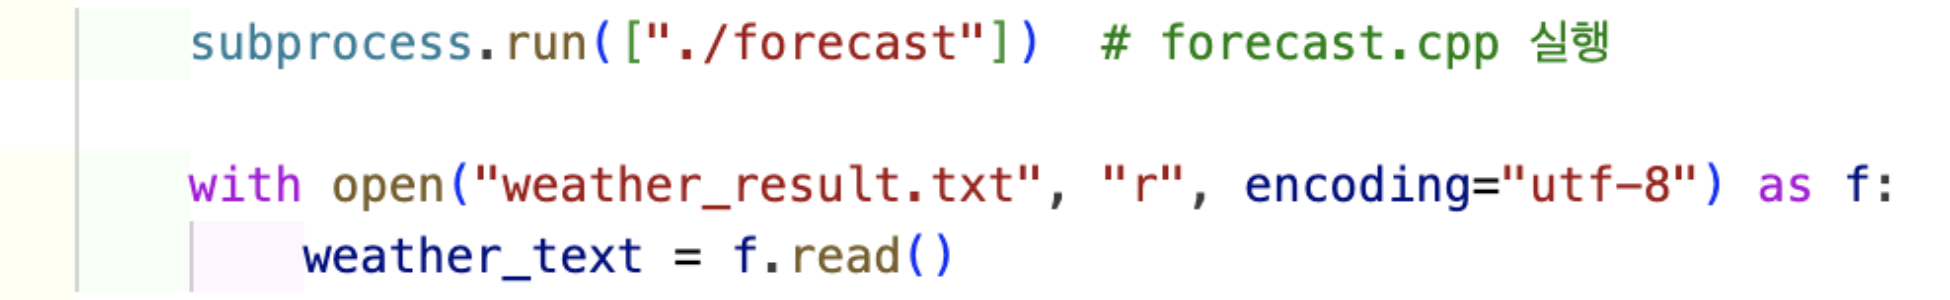 subprocess.run(["./forecast"])  # forecast.cpp 실행
with open("weather_result.txt", "r", encoding="utf-8") as f:
weather_text = f.read()